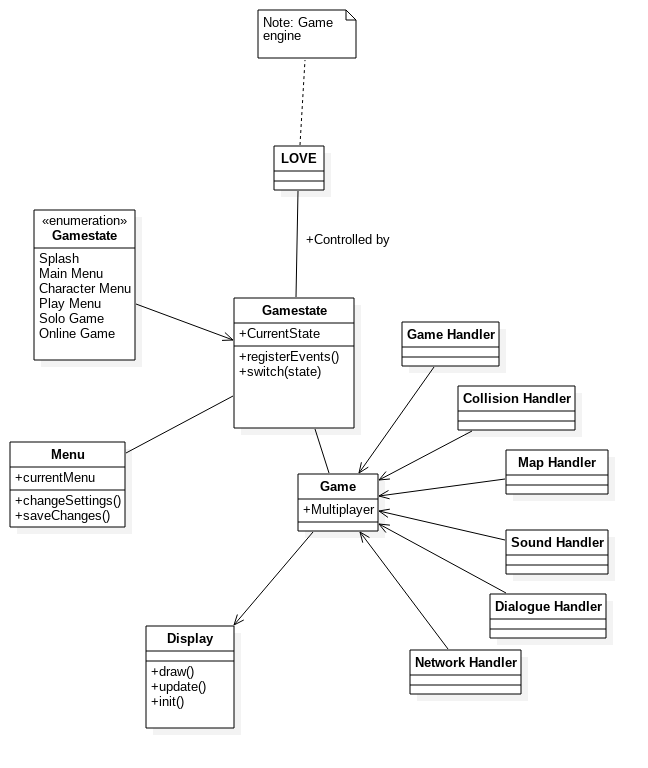 Note: Game
engine
LOVE
+Controlled by
«enumeration»
Gamestate
Splash
Main Menu
Character Menu
Play Menu
Solo Game
Online Game
Gamestate
+CurrentState
+registerEvents()
+switch(state)
Game Handler
Collision Handler
Map Handler
Sound Handler
Dialogue Handler
Network Handler
Menu
+currentMenu
+changeSettings()
+saveChanges()
Game
+Multiplayer
Display
+draw()
+update()
+init()